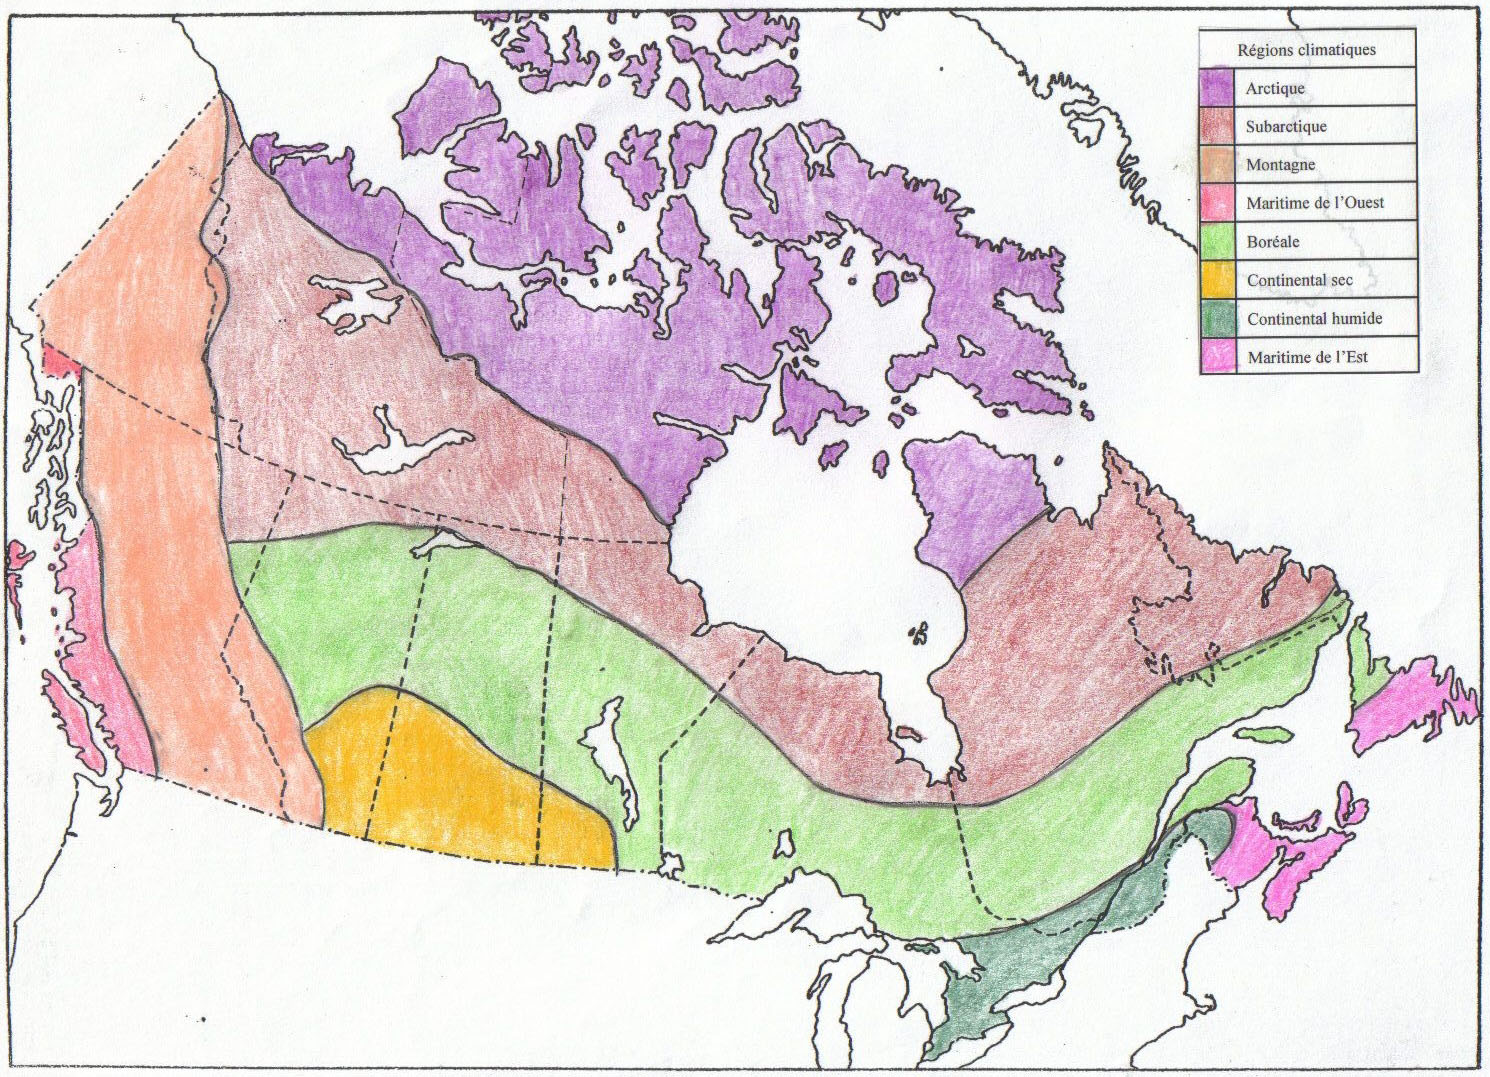 Régions climatiques
Arctique
Subarctique
Montagne
Maritime de l'Ouest
Boréale
Continental sec
Continental humide
Maritime de l'Est